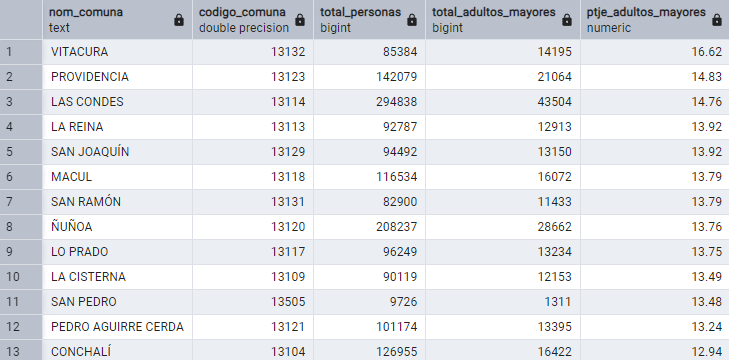 nom_comuna codigo_comuna total_personas total_adultos_mayores ptje_adultos_mayores
text double precision bigint bigint numeric
1 VITACURA 13132 85384 14195 16.62
2 PROVIDENCIA 13123 142079 21064 14.83
3 LAS CONDES 13114 294838 43504 14.76
4 LA REINA 13113 92787 12913 13.92
5 SAN JOAQUÍN 13129 94492 13150 13.92
6 MACUL 13118 116534 16072 13.79
7 SAN RAMÓN 13131 82900 11433 13.79
8 ÑUÑOA 13120 208237 28662 13.76
9 LO PRADO 13117 96249 13234 13.75
10 LA CISTERNA 13109 90119 12153 13.49
11 SAN PEDRO 13505 9726 1311 13.48
12 PEDRO AGUIRRE CERDA 13121 101174 13395 13.24
13 CONCHALÍ 13104 126955 16422 12.94